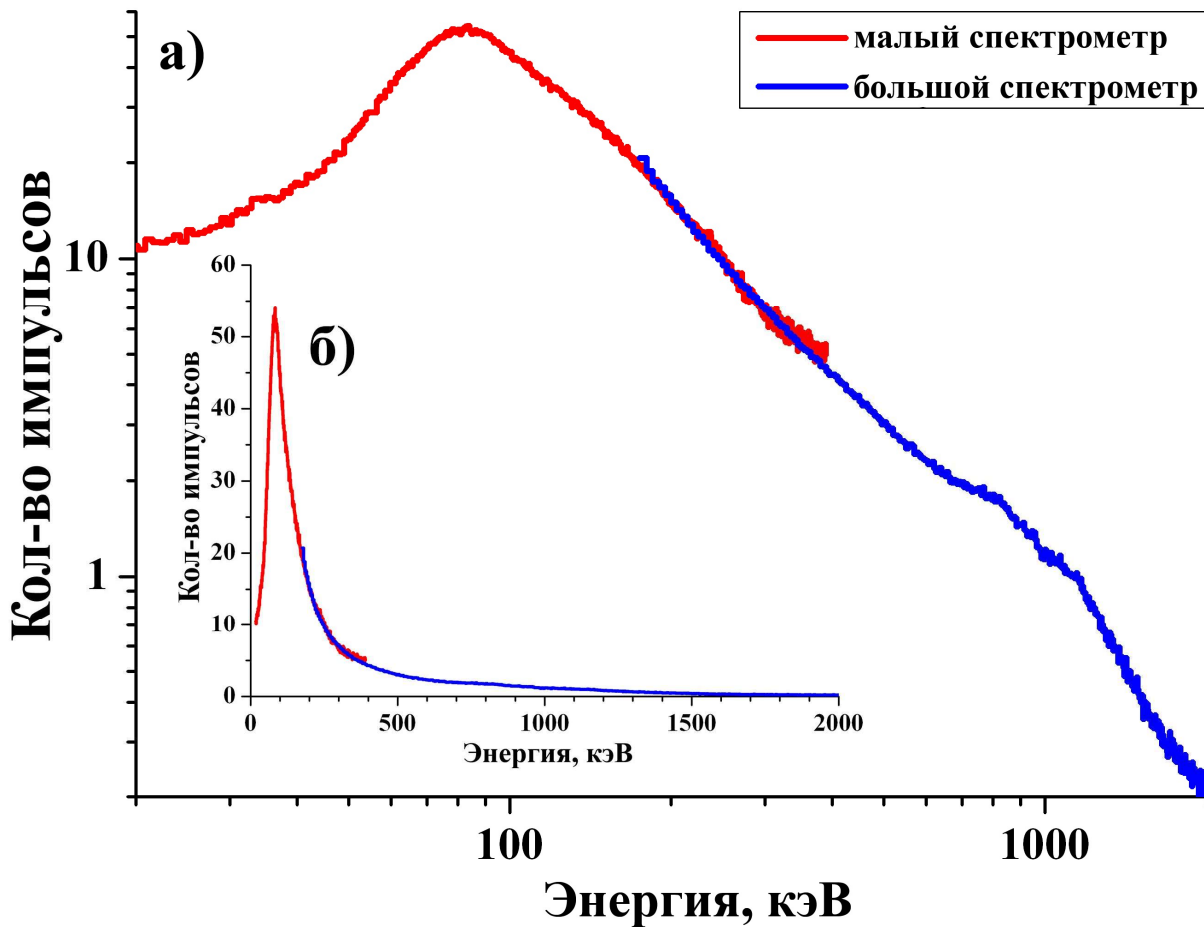 а)
малый спектрометр
большой спектрометр
Кол-во импульсов
10
1
б)
Кол-во импульсов
60
50
40
30
20
10
0
0 500 1000 1500 2000
Энергия, кэВ
100 1000
Энергия, кэВ